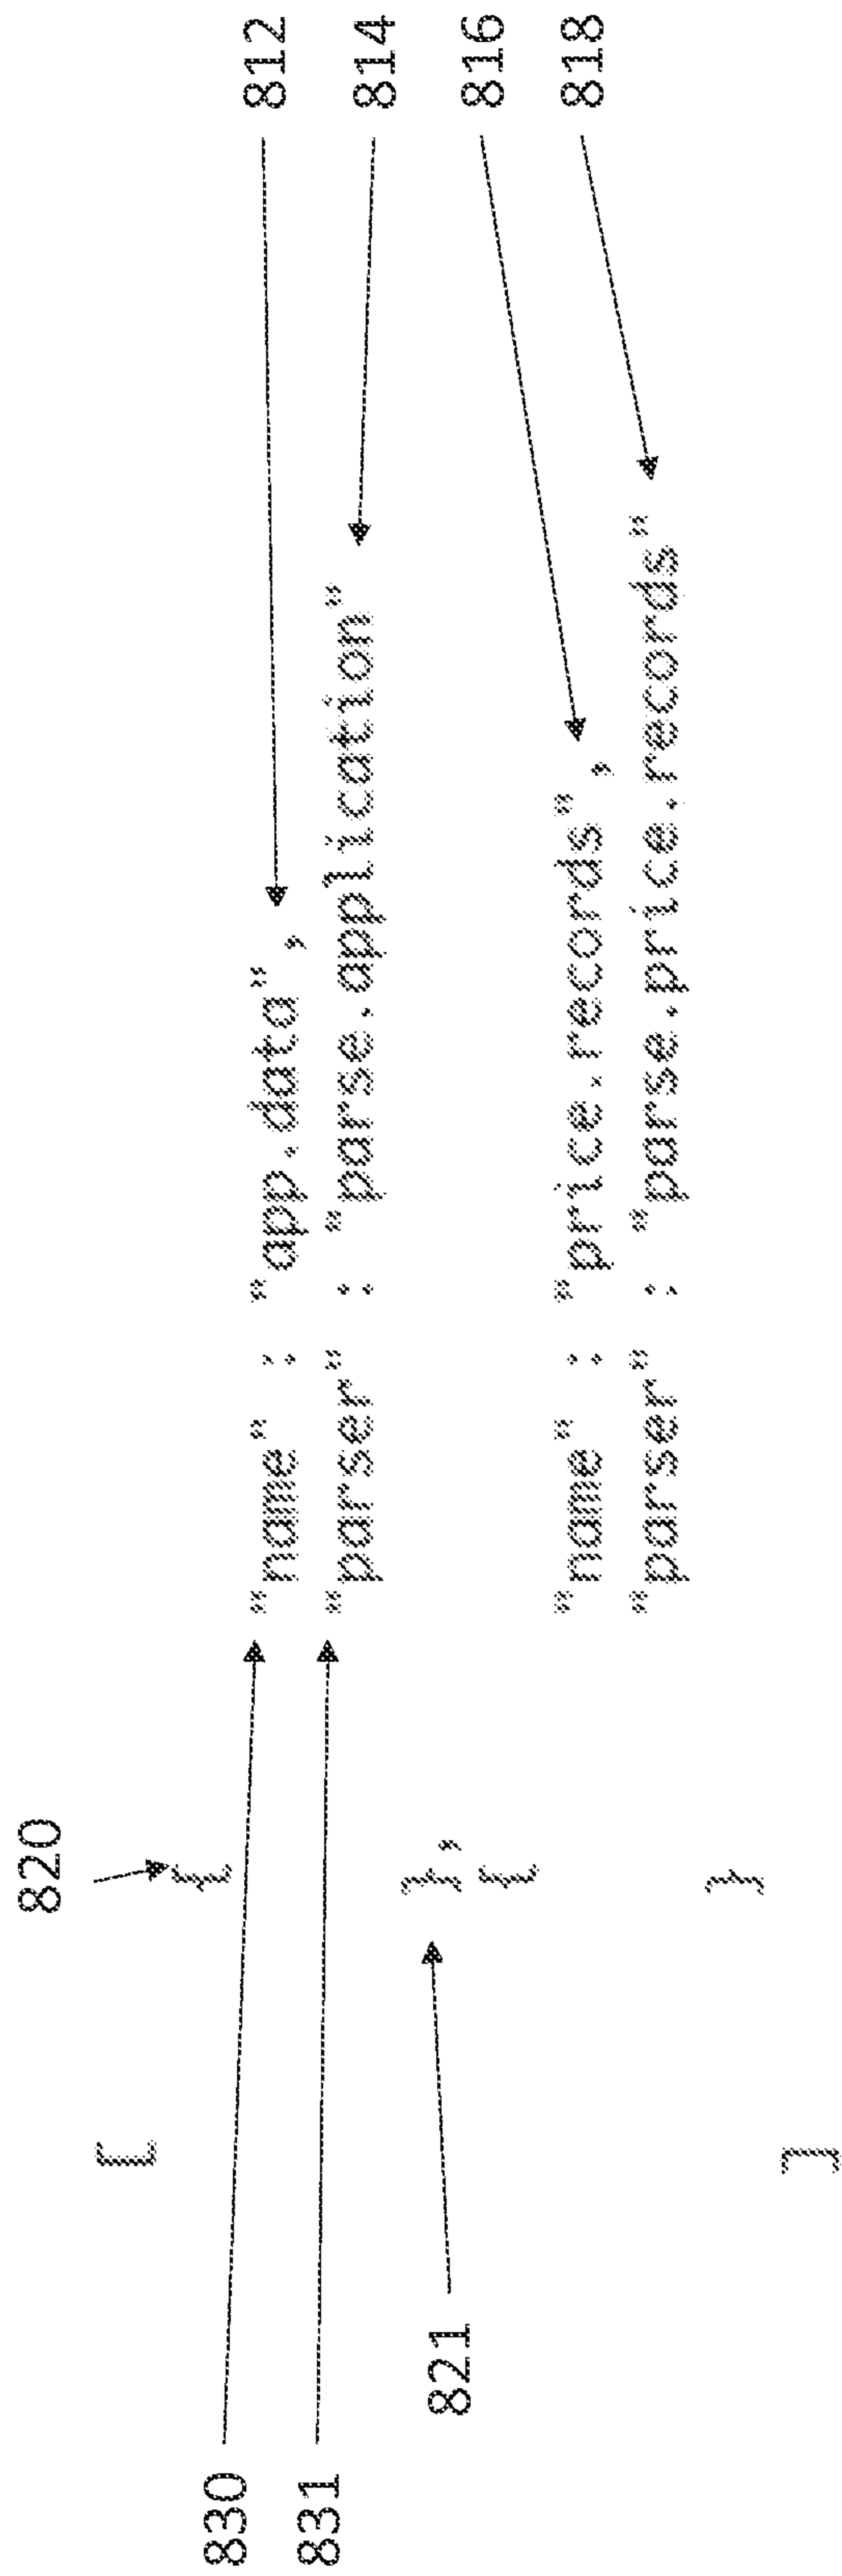 [
820
{
830 "name" : "app.data", 812
831 "parser" : "parse.application" 814
821 },
{
"name" : "price.records", 816
"parser" : "parse.price.records" 818
}
]